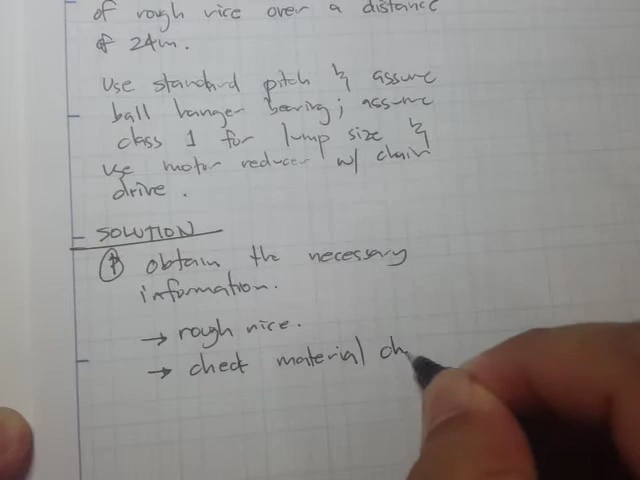 of rough rice over a distance
of 24m.
Use standard pitch & assume
ball hanger bearing; assume
class 1 for lump size &
use motor reducer w/ chain
drive.
SOLUTION
① obtain the necessary
information.
→ rough rice.
→ check material ch